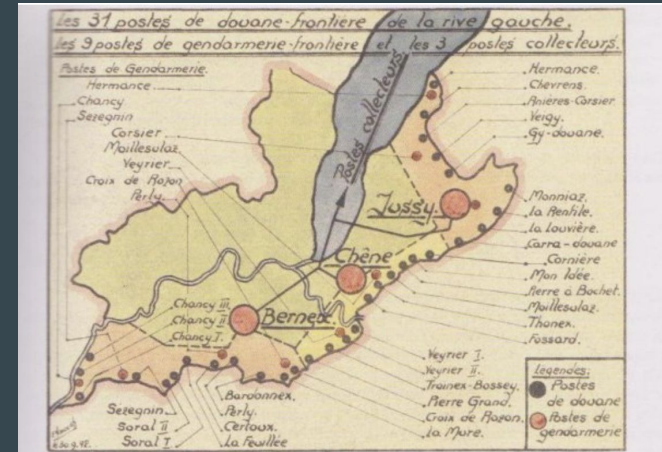 Les 31 postes de douane-frontière de la rive gauche,
les 9 postes de gendarmerie-frontière et les 3 postes collecteurs.
Postes de Gendarmerie.
Hermance
Chancy
Sezegnin
Corsier
Moillesulaz
Veyrier
Croix de Rozon
Perly
Postes collecteurs
Hermance.
Chevrens.
Anières-Corsier
Veigy
Gy-douane.
Jussy.
Chêne
Bernex
Monniaz.
la Renfile.
la Louvière.
Carra-douane
Cornière
Mon Idée.
Pierre à Bochet.
Moillesulaz.
Thonex.
Fossard.
Chancy III
Chancy II
Chancy I.
Sezegnin
Soral II
Soral I
Bardonnex.
Perly.
Certoux.
La Feuillée
Veyrier I.
Veyrier II.
Troinex-Bossey.
Pierre Grand.
Croix de Rozon.
la Mure.
Legendes:
Postes
de douane
Postes de
gendarmerie